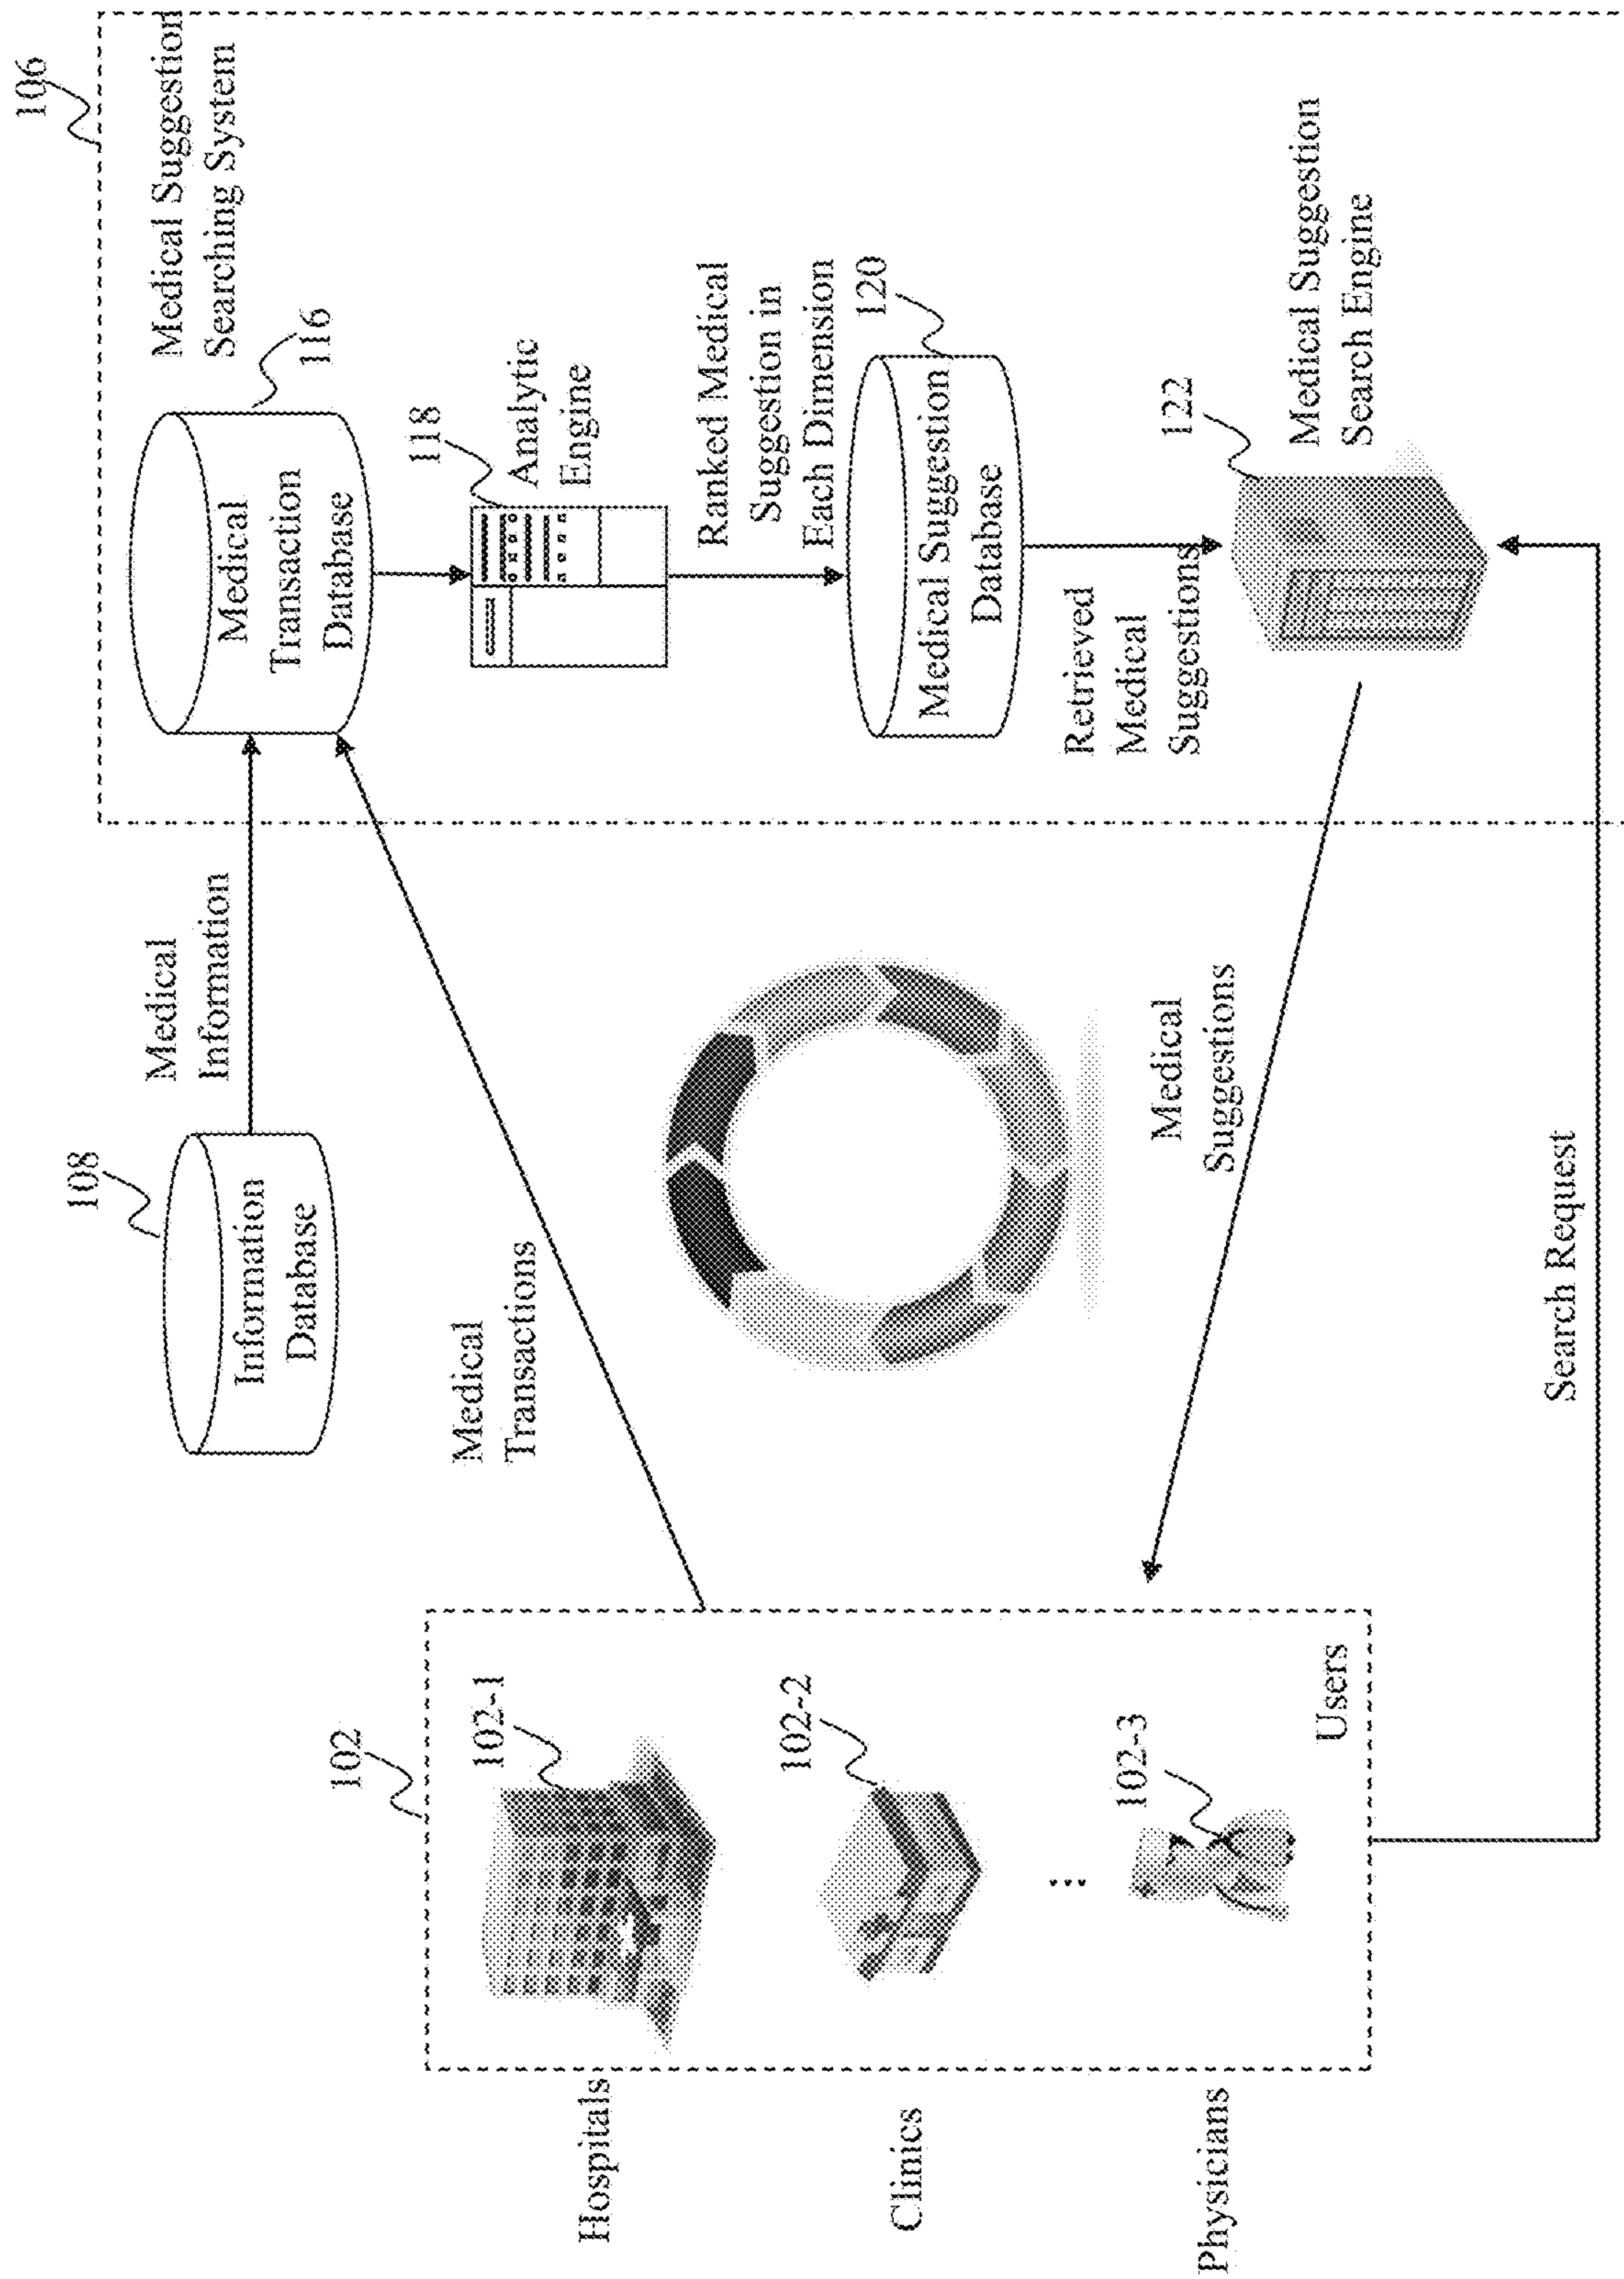 106
Medical Suggestion
Searching System
108
Information
Database
Medical
Information
Medical
Transaction
Database
116
118
Analytic
Engine
Ranked Medical
Suggestion in
Each Dimension
120
Medical Suggestion
Database
Retrieved
Medical
Suggestions
122
Medical Suggestion
Search Engine
Medical
Transactions
Medical
Suggestions
Search Request
102
102-1
Hospitals
102-2
Clinics
...
102-3
Physicians
Users